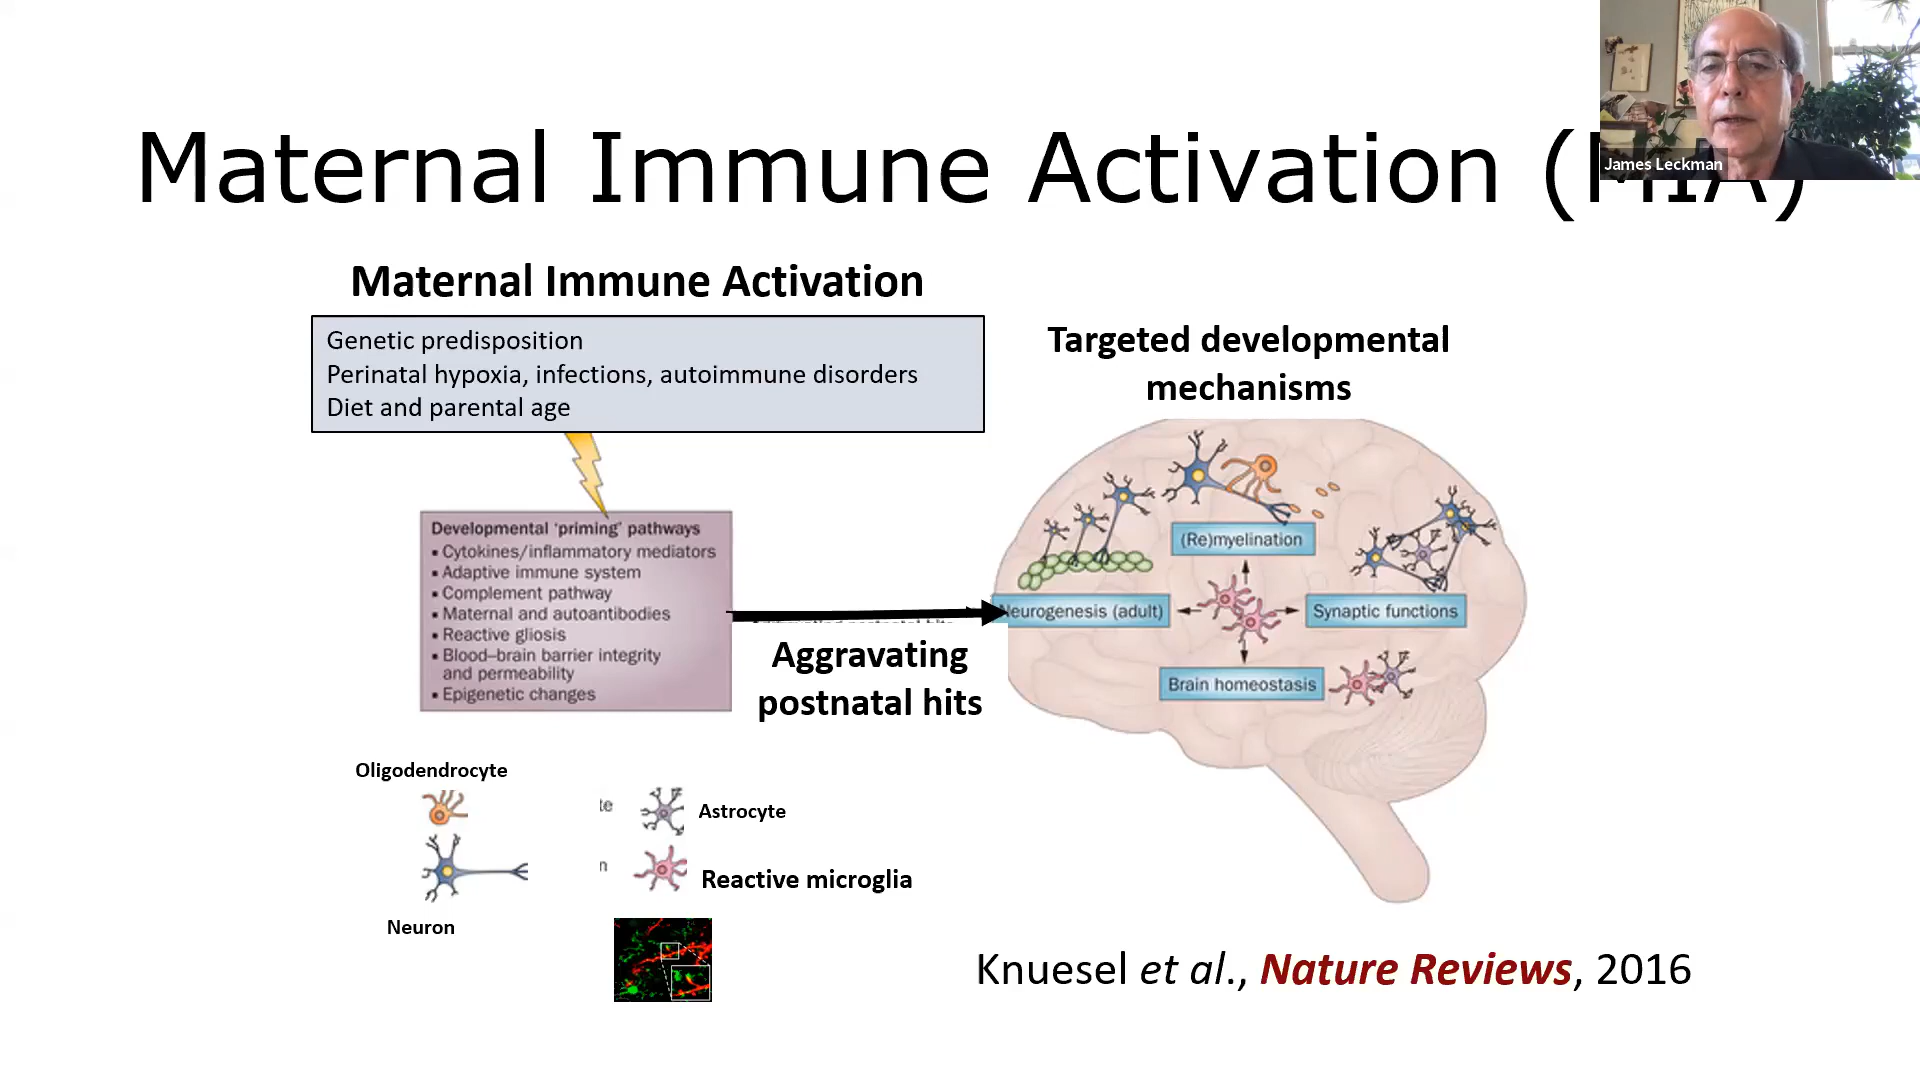 James Leckman
Maternal Immune Activation (MIA)
Maternal Immune Activation
Genetic predisposition
Perinatal hypoxia, infections, autoimmune disorders
Diet and parental age
Developmental ‘priming’ pathways
▪ Cytokines/inflammatory mediators
▪ Adaptive immune system
▪ Complement pathway
▪ Maternal and autoantibodies
▪ Reactive gliosis
▪ Blood–brain barrier integrity
and permeability
▪ Epigenetic changes
Aggravating
postnatal hits
Targeted developmental
mechanisms
(Re)myelination
Neurogenesis (adult)
Synaptic functions
Brain homeostasis
Oligodendrocyte
te
Astrocyte
n
Reactive microglia
Neuron
Knuesel et al., Nature Reviews, 2016